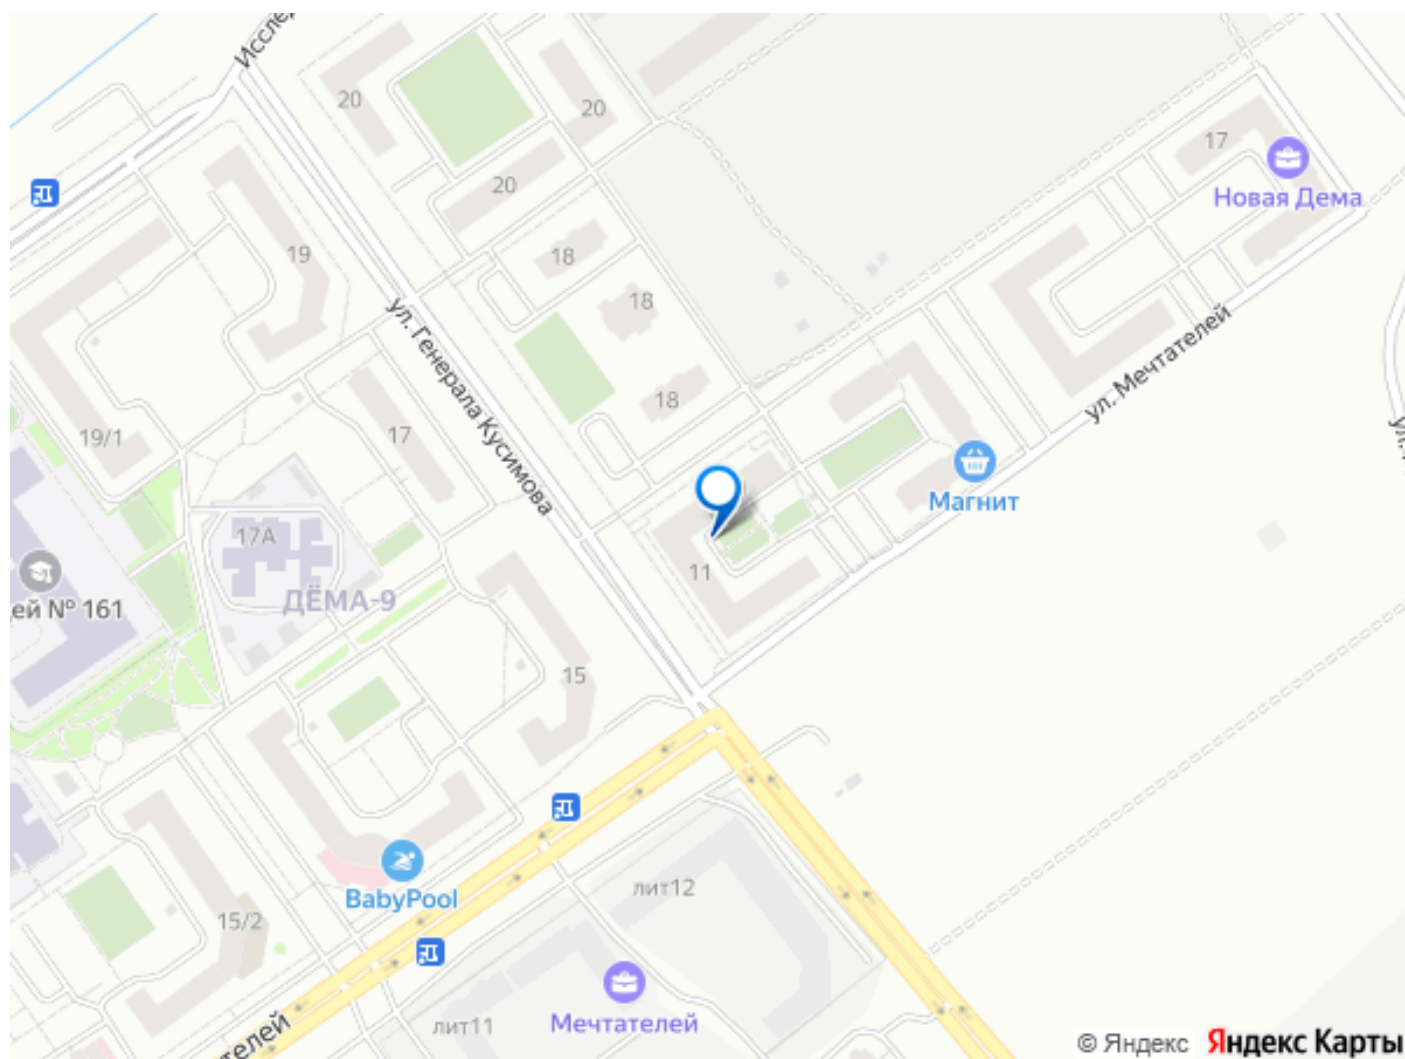 Иссле
20
20
17
Новая Дема
20
19
18
18
ул. Генерала Кусимова
ул. Мечтателей
18
19/1
17
Магнит
17А
11
ДЁМА-9
ей № 161
15
лит12
BabyPool
15/2
Мечтателей
лит11
телей
© Яндекс Яндекс Карты